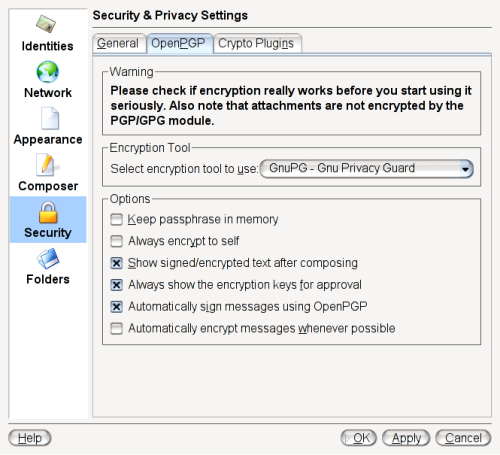 Security & Privacy Settings
Identities
Network
Appearance
Composer
Security
Folders
General
OpenPGP
Crypto Plugins
Warning
Please check if encryption really works before you start using it
seriously. Also note that attachments are not encrypted by the
PGP/GPG module.
Encryption Tool
Select encryption tool to use:
GnuPG - Gnu Privacy Guard
Options
Keep passphrase in memory
Always encrypt to self
Show signed/encrypted text after composing
Always show the encryption keys for approval
Automatically sign messages using OpenPGP
Automatically encrypt messages whenever possible
Help
OK
Apply
Cancel